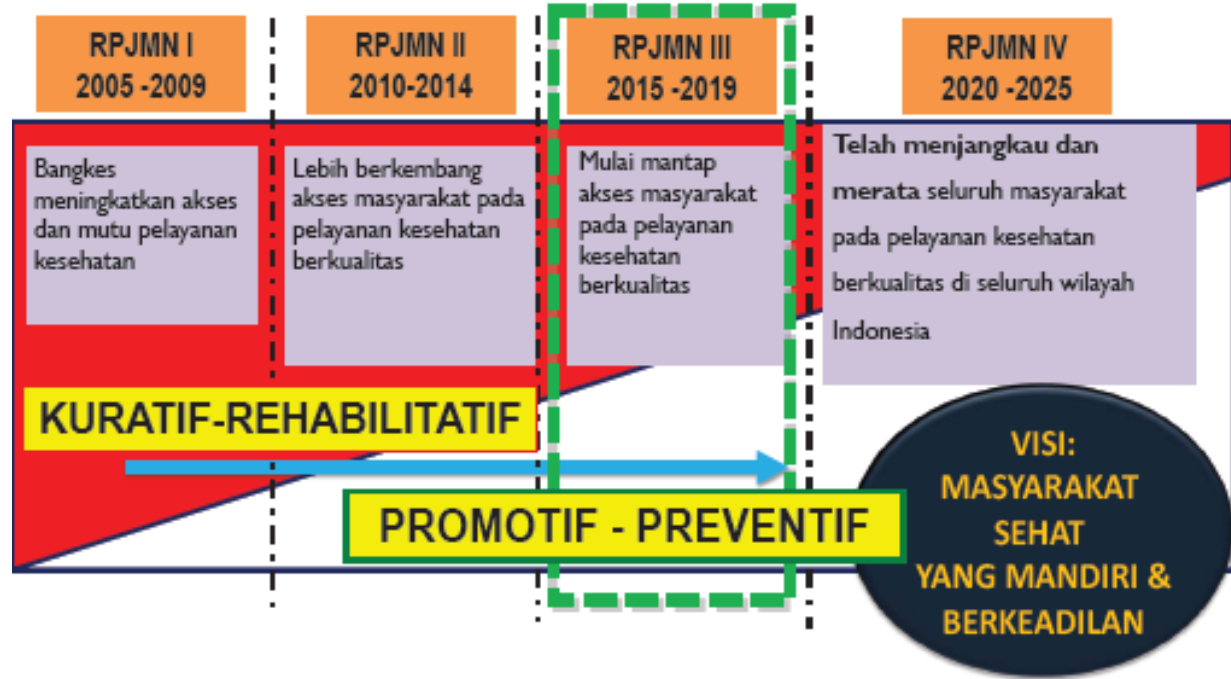 RPJMN I
2005 -2009
RPJMN II
2010-2014
RPJMN III
2015 -2019
RPJMN IV
2020 -2025
Bangkes
meningkatkan akses
dan mutu pelayanan
kesehatan
Lebih berkembang
akses masyarakat pada
pelayanan kesehatan
berkualitas
Mulai mantap
akses masyarakat
pada pelayanan
kesehatan
berkualitas
Telah menjangkau dan
merata seluruh masyarakat
pada pelayanan kesehatan
berkualitas di seluruh wilayah
Indonesia
KURATIF-REHABILITATIF
PROMOTIF - PREVENTIF
VISI:
MASYARAKAT
SEHAT
YANG MANDIRI &
BERKEADILAN